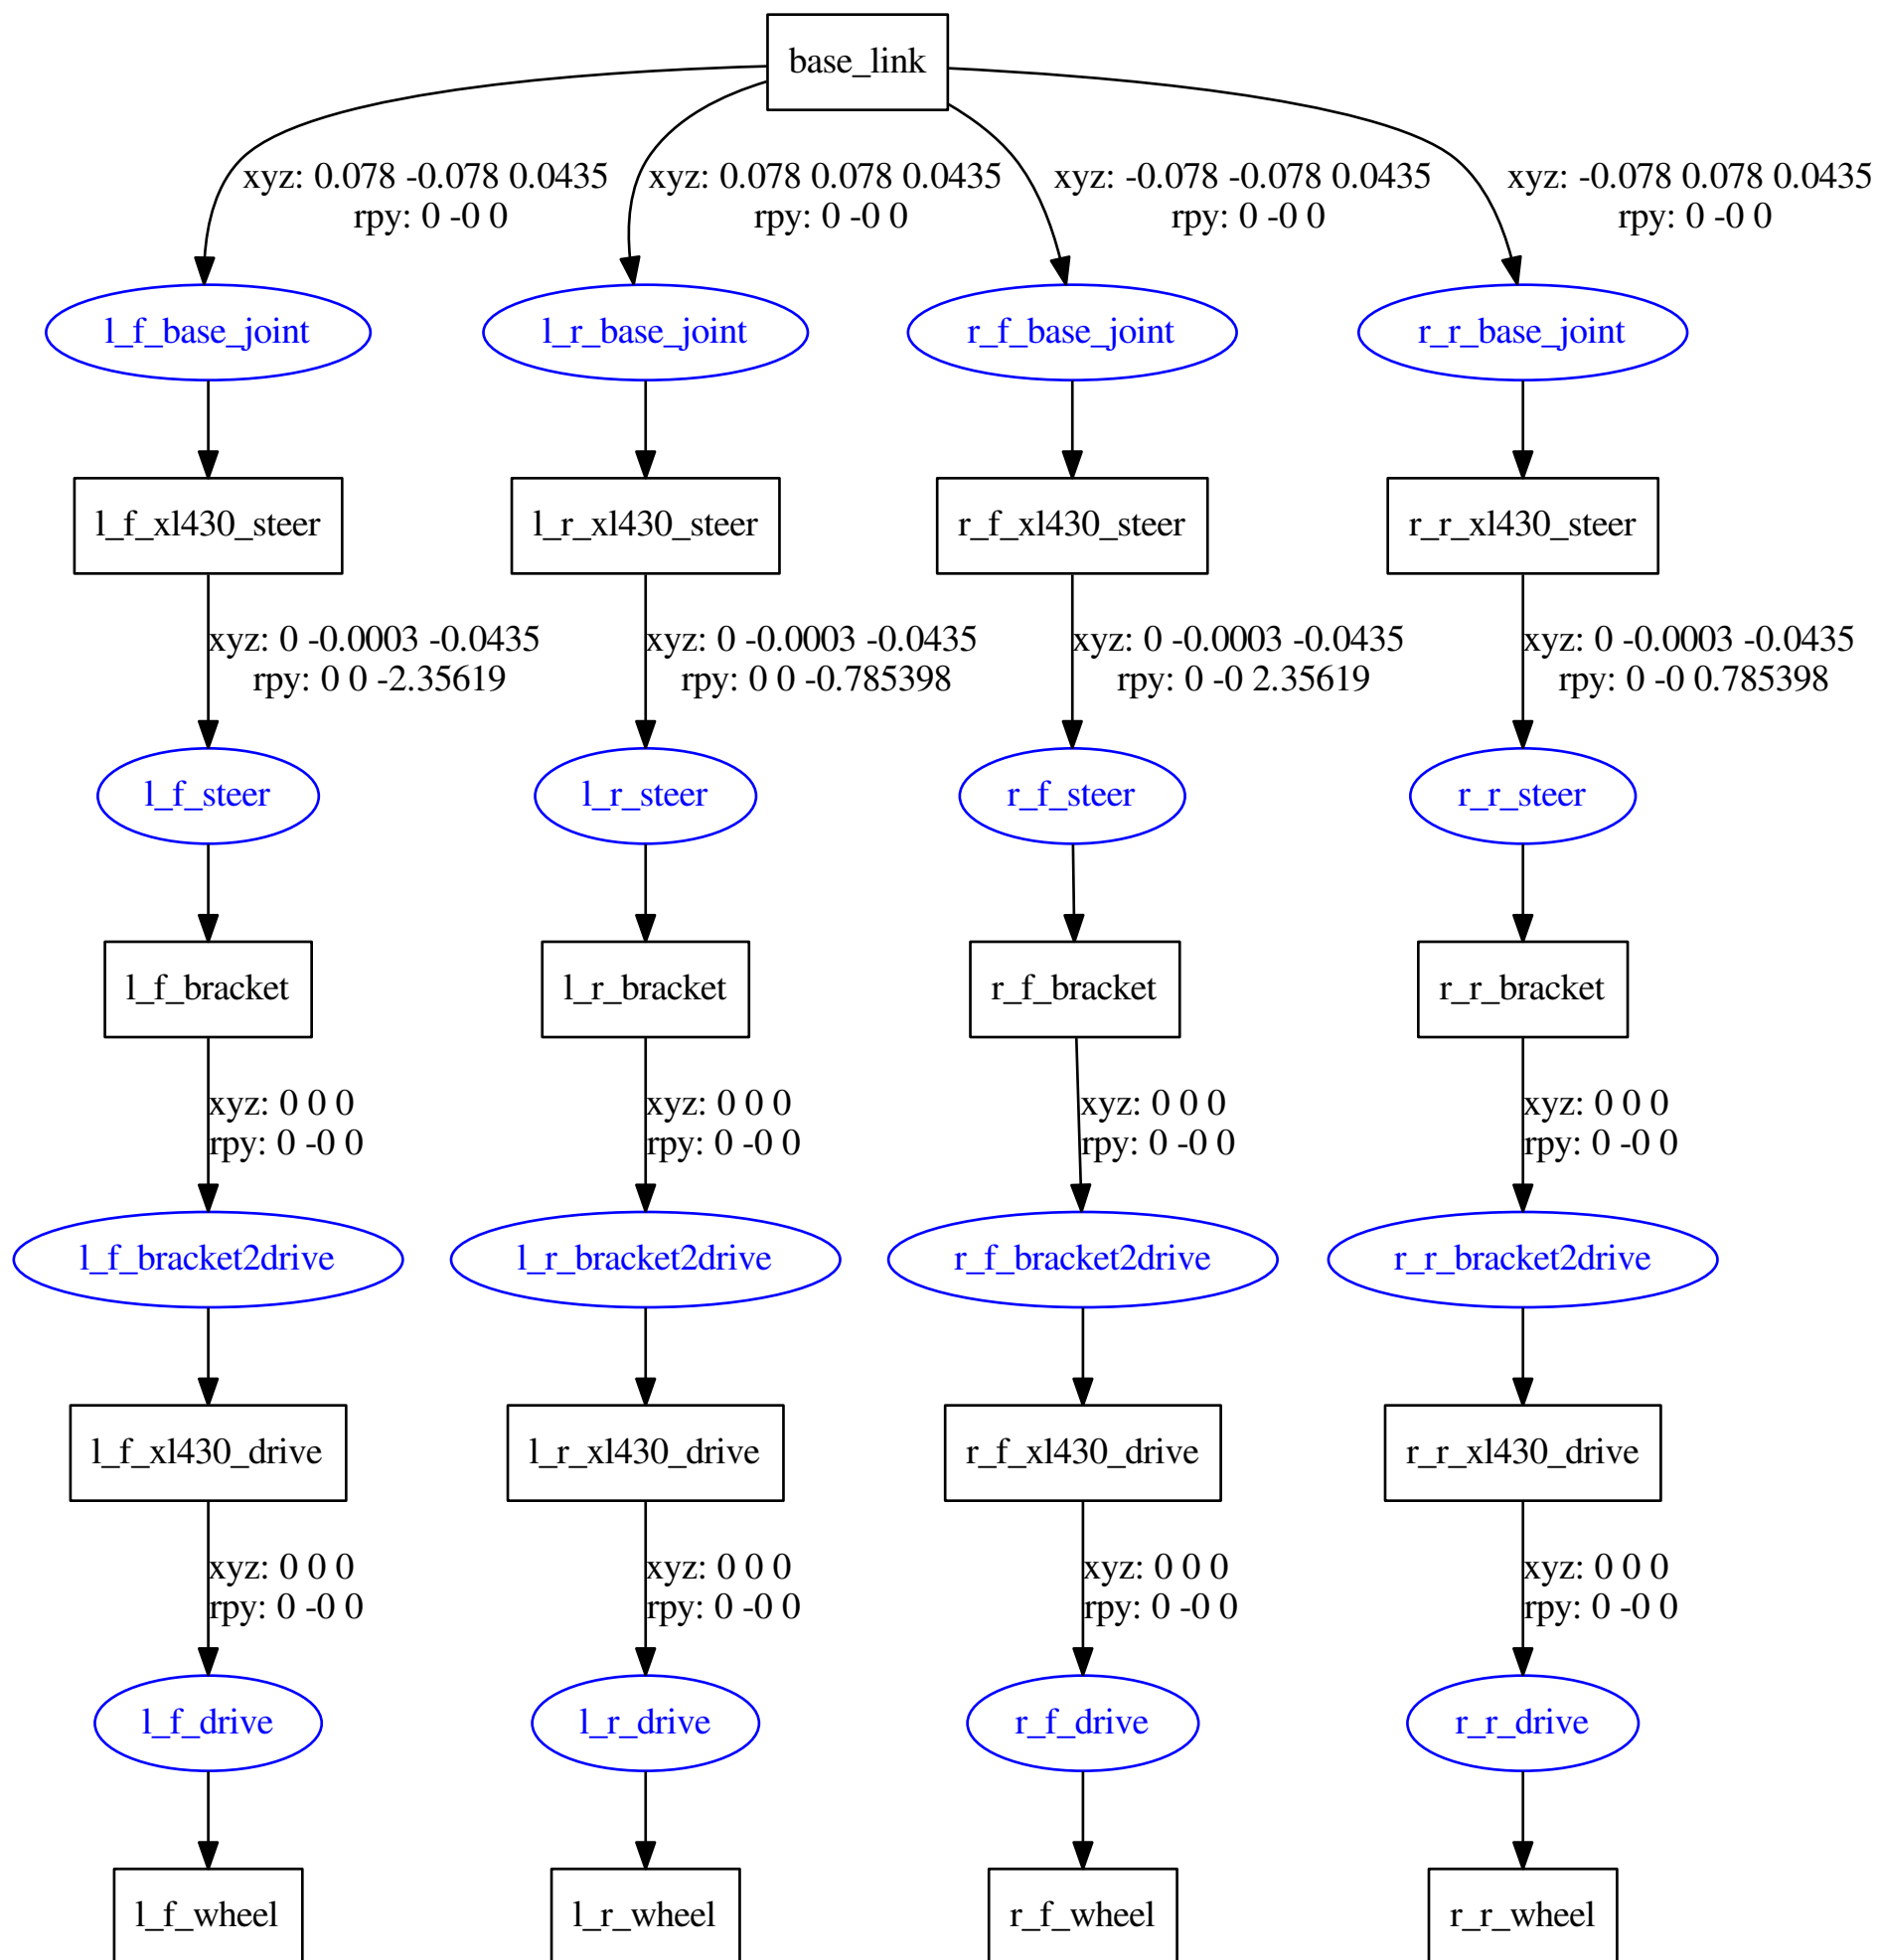 base_link
xyz: 0.078 -0.078 0.0435
rpy: 0 -0 0
xyz: 0.078 0.078 0.0435
rpy: 0 -0 0
xyz: -0.078 -0.078 0.0435
rpy: 0 -0 0
xyz: -0.078 0.078 0.0435
rpy: 0 -0 0
l_f_base_joint
l_r_base_joint
r_f_base_joint
r_r_base_joint
l_f_xl430_steer
l_r_xl430_steer
r_f_xl430_steer
r_r_xl430_steer
xyz: 0 -0.0003 -0.0435
rpy: 0 0 -2.35619
xyz: 0 -0.0003 -0.0435
rpy: 0 0 -0.785398
xyz: 0 -0.0003 -0.0435
rpy: 0 -0 2.35619
xyz: 0 -0.0003 -0.0435
rpy: 0 -0 0.785398
l_f_steer
l_r_steer
r_f_steer
r_r_steer
l_f_bracket
l_r_bracket
r_f_bracket
r_r_bracket
xyz: 0 0 0
rpy: 0 -0 0
xyz: 0 0 0
rpy: 0 -0 0
xyz: 0 0 0
rpy: 0 -0 0
xyz: 0 0 0
rpy: 0 -0 0
l_f_bracket2drive
l_r_bracket2drive
r_f_bracket2drive
r_r_bracket2drive
l_f_xl430_drive
l_r_xl430_drive
r_f_xl430_drive
r_r_xl430_drive
xyz: 0 0 0
rpy: 0 -0 0
xyz: 0 0 0
rpy: 0 -0 0
xyz: 0 0 0
rpy: 0 -0 0
xyz: 0 0 0
rpy: 0 -0 0
l_f_drive
l_r_drive
r_f_drive
r_r_drive
l_f_wheel
l_r_wheel
r_f_wheel
r_r_wheel